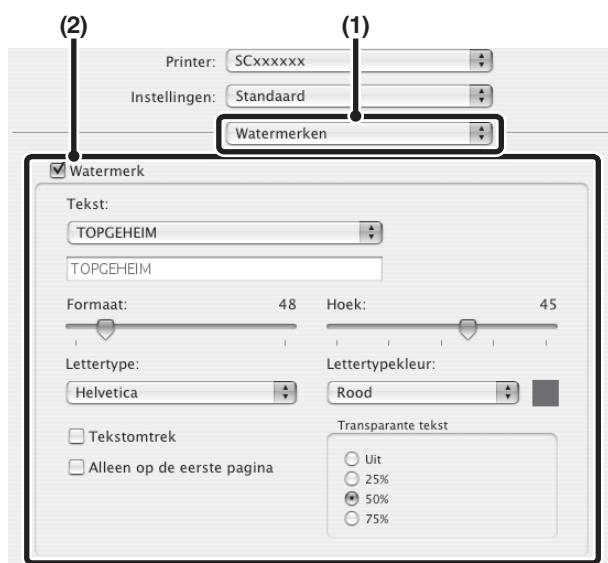 (2) (1)
Printer: SCxxxxxx
Instellingen: Standaard
Watermerken
Watermerk
Tekst:
TOPGEHEIM
TOPGEHEIM
Formaat: 48 Hoek: 45
Lettertype: Lettertypekleur:
Helvetica Rood
Tekstomtrek Transparante tekst
Alleen op de eerste pagina Uit
25%
50%
75%